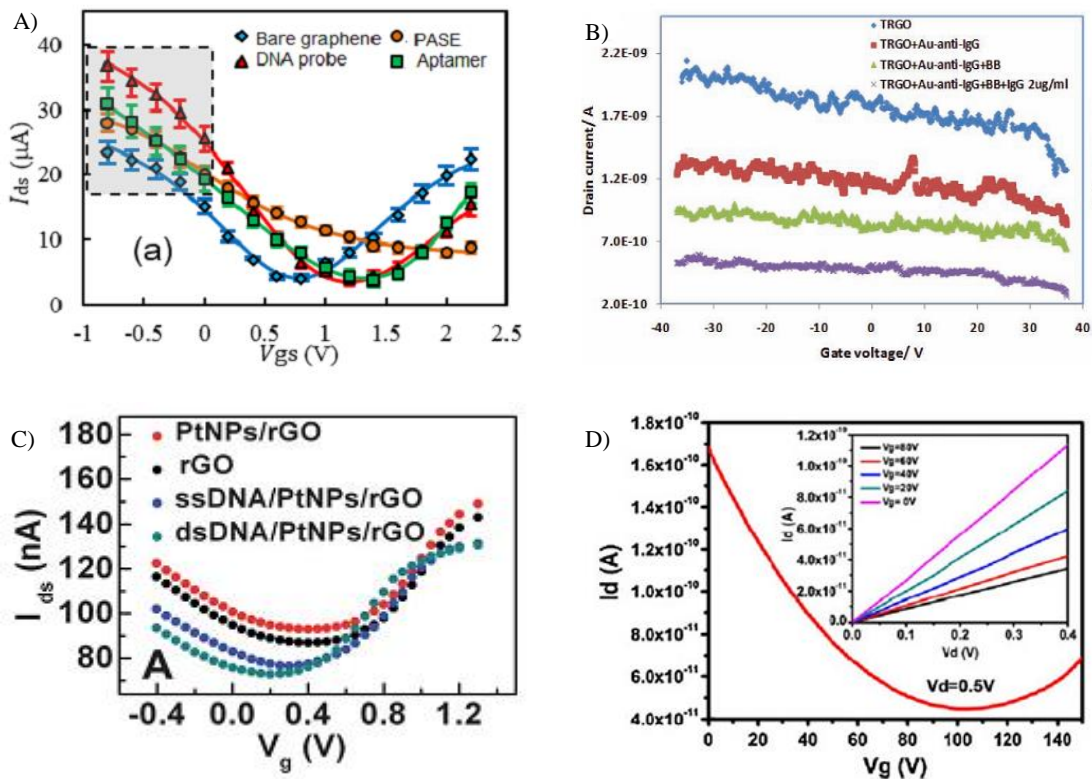 A)
Bare graphene
PASE
DNA probe
Aptamer
50
40
30
20
10
0
Ids (μA)
(a)
-1
-0.5
0
0.5
1
1.5
2
2.5
Vgs (V)
B)
TRGO
TRGO+Au-anti-IgG
TRGO+Au-anti-IgG+BB
TRGO+Au-anti-IgG+BB+IgG 2ug/ml
2.2E-09
1.7E-09
1.2E-09
7.0E-10
2.0E-10
Drain current/ A
-40
-30
-20
-10
0
10
20
30
40
Gate voltage/ V
C)
PtNPs/rGO
rGO
ssDNA/PtNPs/rGO
dsDNA/PtNPs/rGO
180
160
140
120
100
80
Ids (nA)
A
-0.4
0.0
0.4
0.8
1.2
Vg (V)
D)
1.8x10⁻¹⁰
1.6x10⁻¹⁰
1.4x10⁻¹⁰
1.2x10⁻¹⁰
1.0x10⁻¹⁰
8.0x10⁻¹¹
6.0x10⁻¹¹
4.0x10⁻¹¹
Id (A)
0
20
40
60
80
100
120
140
Vg (V)
Vd=0.5V
Vg=80V
Vg=60V
Vg=40V
Vg=20V
Vg= 0V
1.2x10⁻¹⁰
1.0x10⁻¹⁰
8.0x10⁻¹¹
6.0x10⁻¹¹
4.0x10⁻¹¹
2.0x10⁻¹¹
0.0
Id (A)
0.0
0.1
0.2
0.3
0.4
Vd (V)